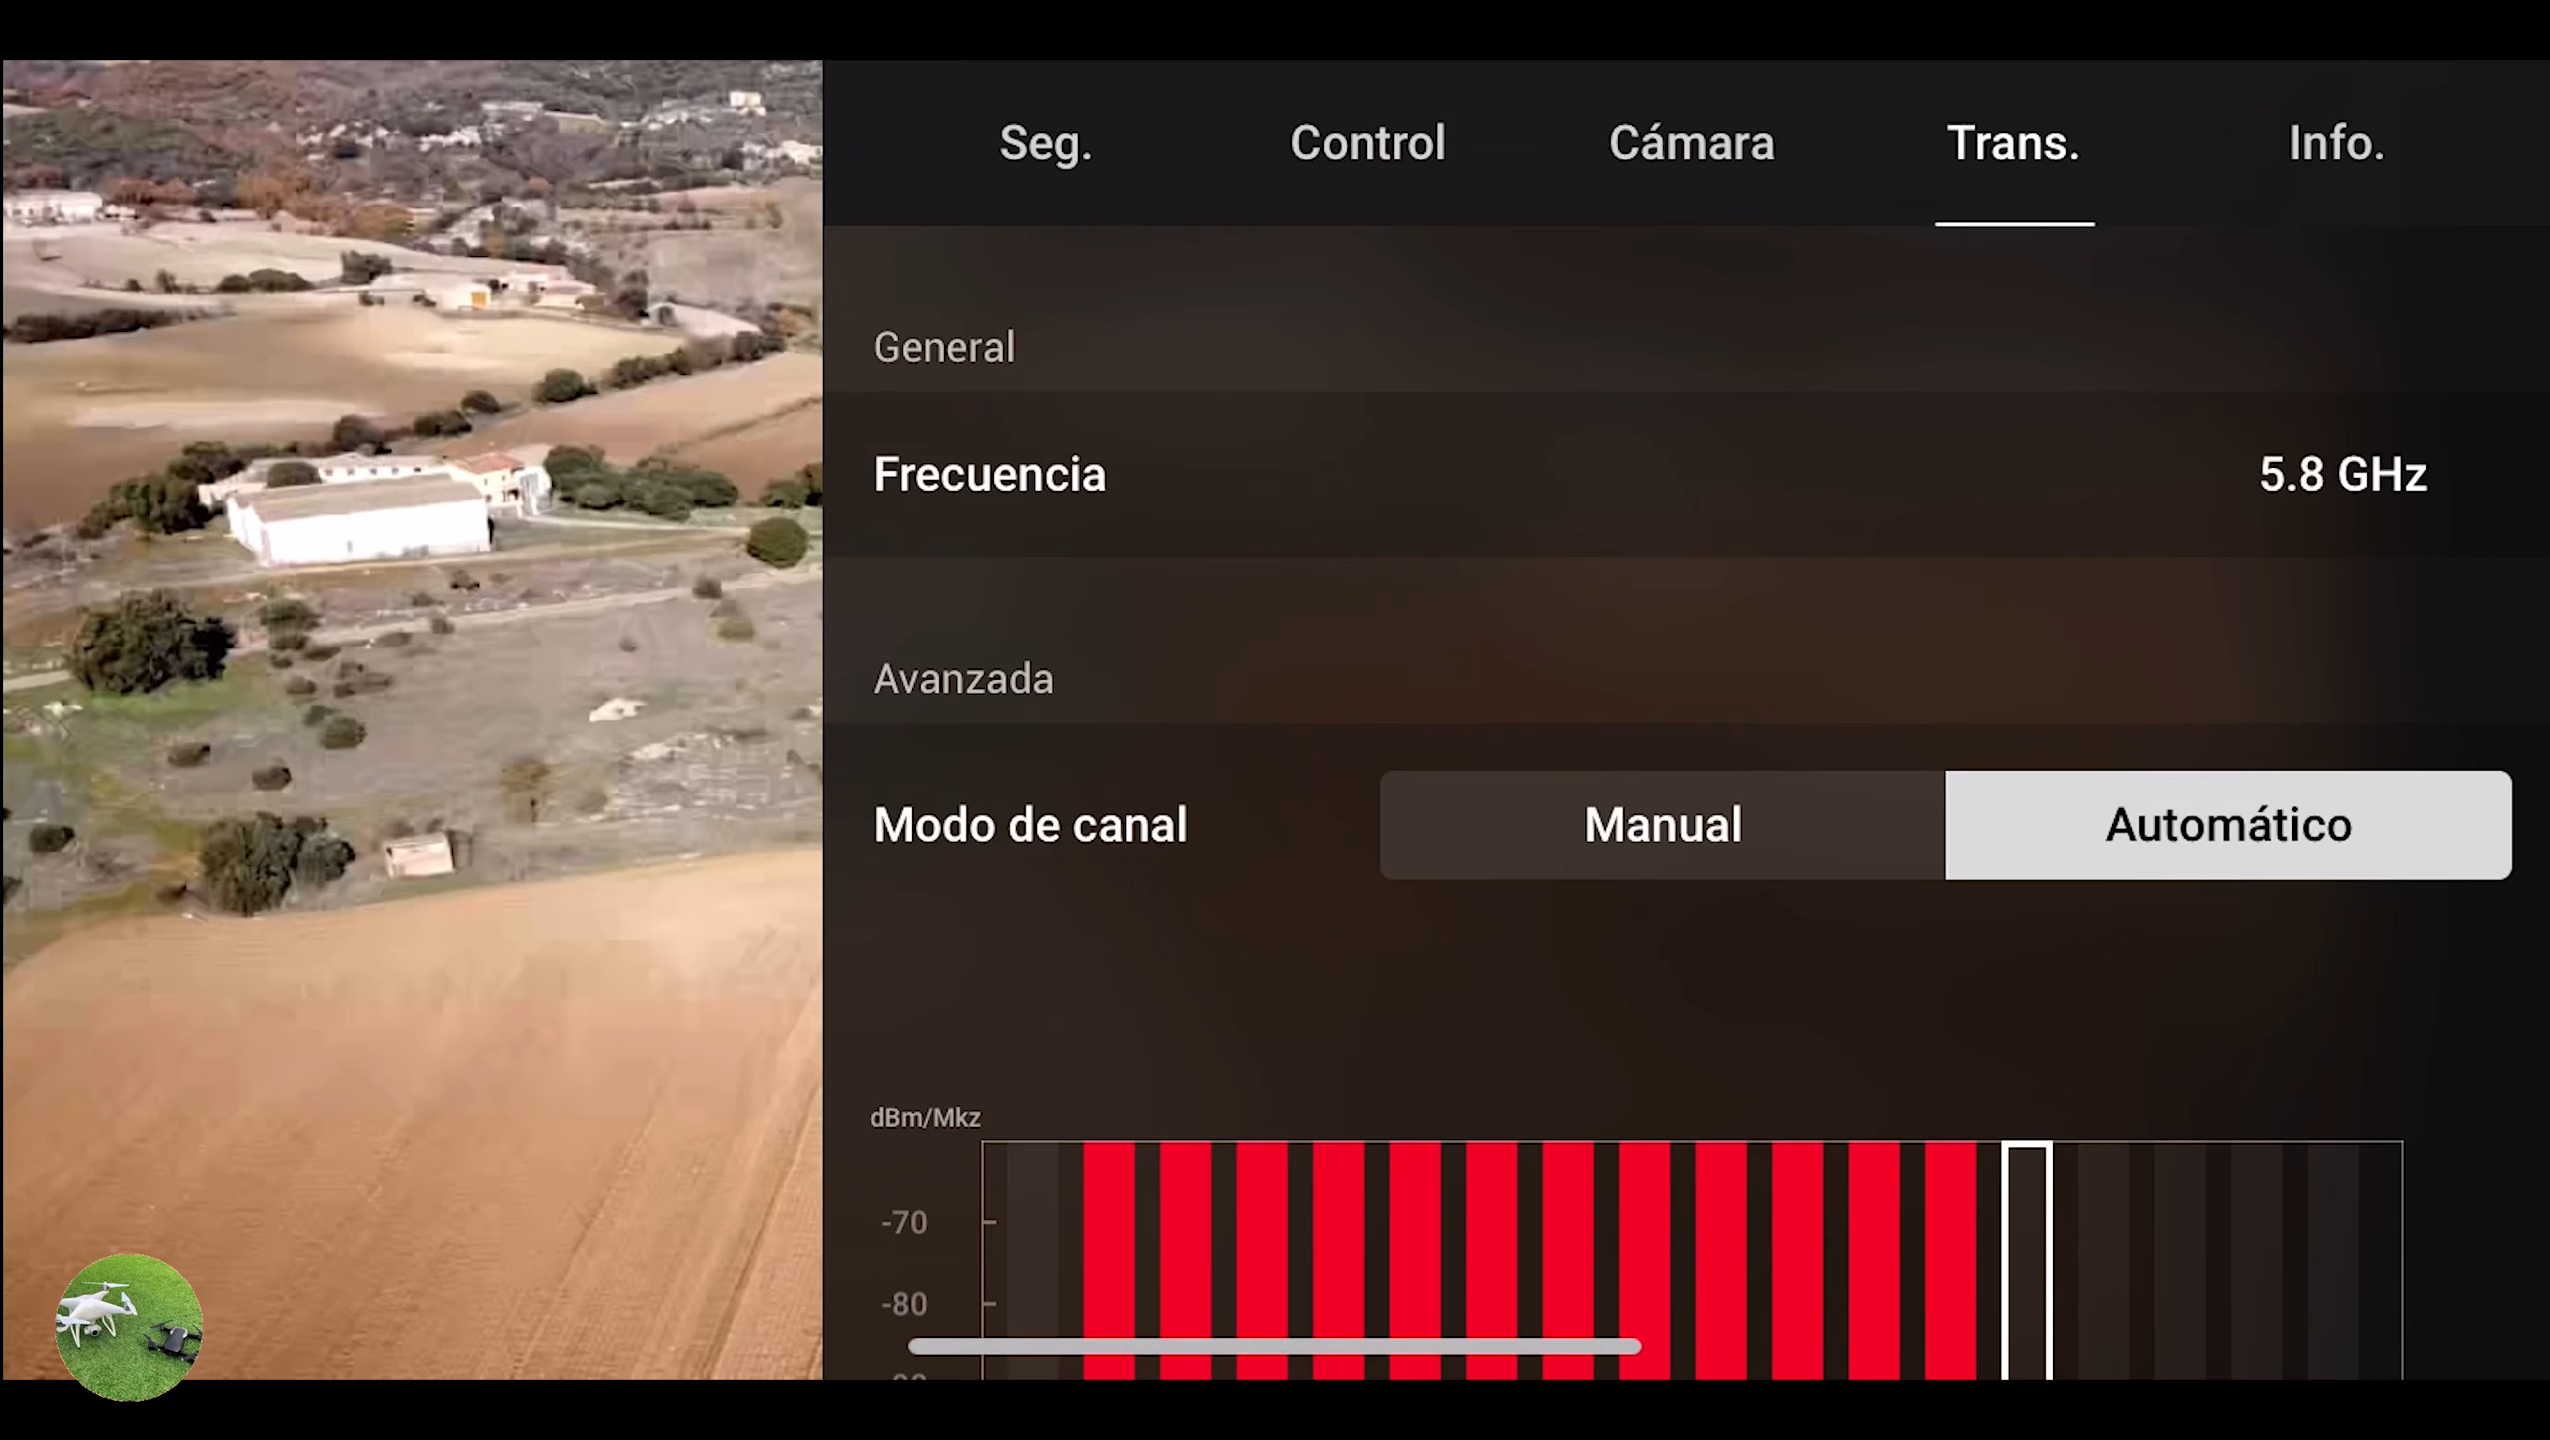 Seg. Control Cámara Trans. Info.
General
Frecuencia 5.8 GHz
Avanzada
Modo de canal Manual Automático
dBm/Mkz
-70
-80